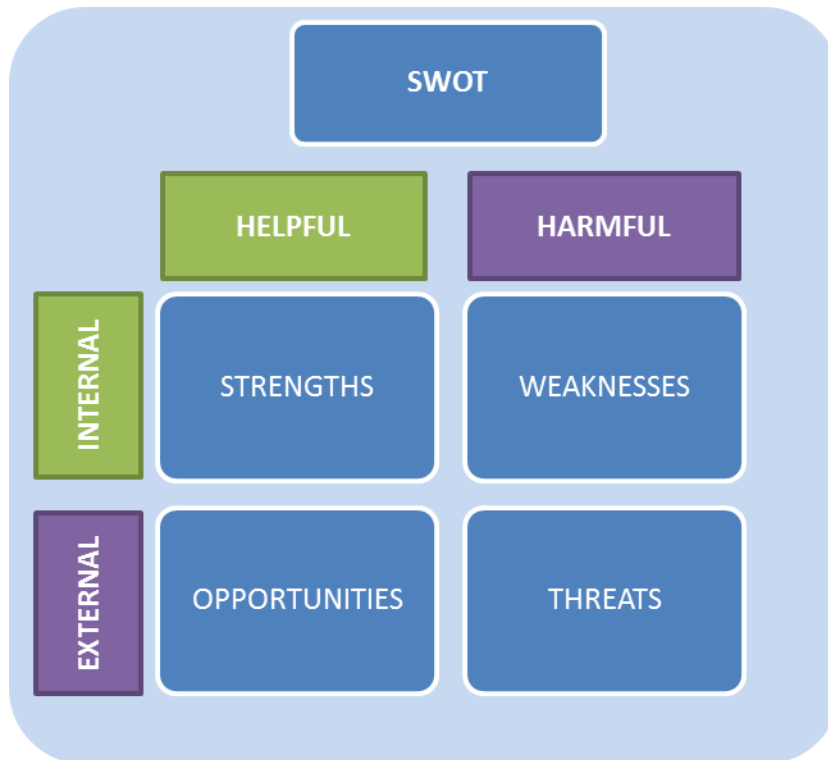 SWOT
HELPFUL
HARMFUL
INTERNAL
STRENGTHS
WEAKNESSES
EXTERNAL
OPPORTUNITIES
THREATS